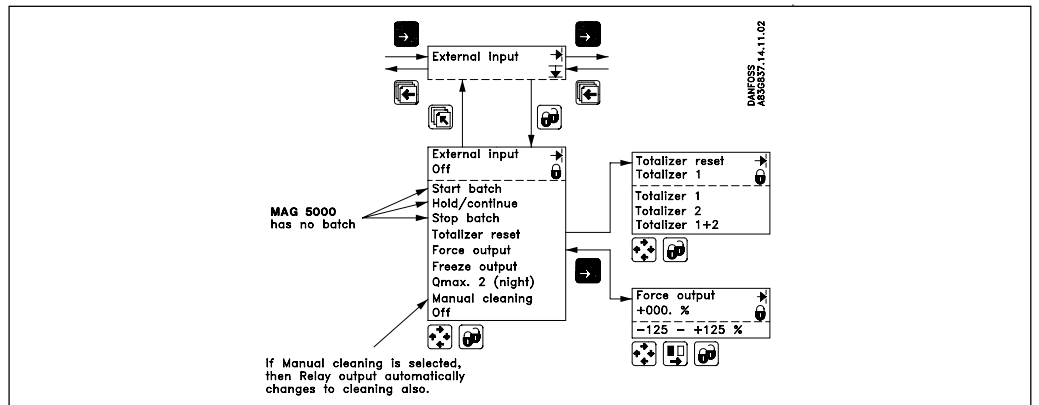 External Input
DANFOSS
A83G837.14.11.02
External input
Off
Start batch
Hold/continue
Stop batch
Totalizer reset
Force output
Freeze output
Qmax. 2 (night)
Manual cleaning
Off
MAG 5000
has no batch
Totalizer reset
Totalizer 1
Totalizer 1
Totalizer 2
Totalizer 1+2
Force output
+000. %
-125 - +125 %
If Manual cleaning is selected,
then Relay output automatically
changes to cleaning also.